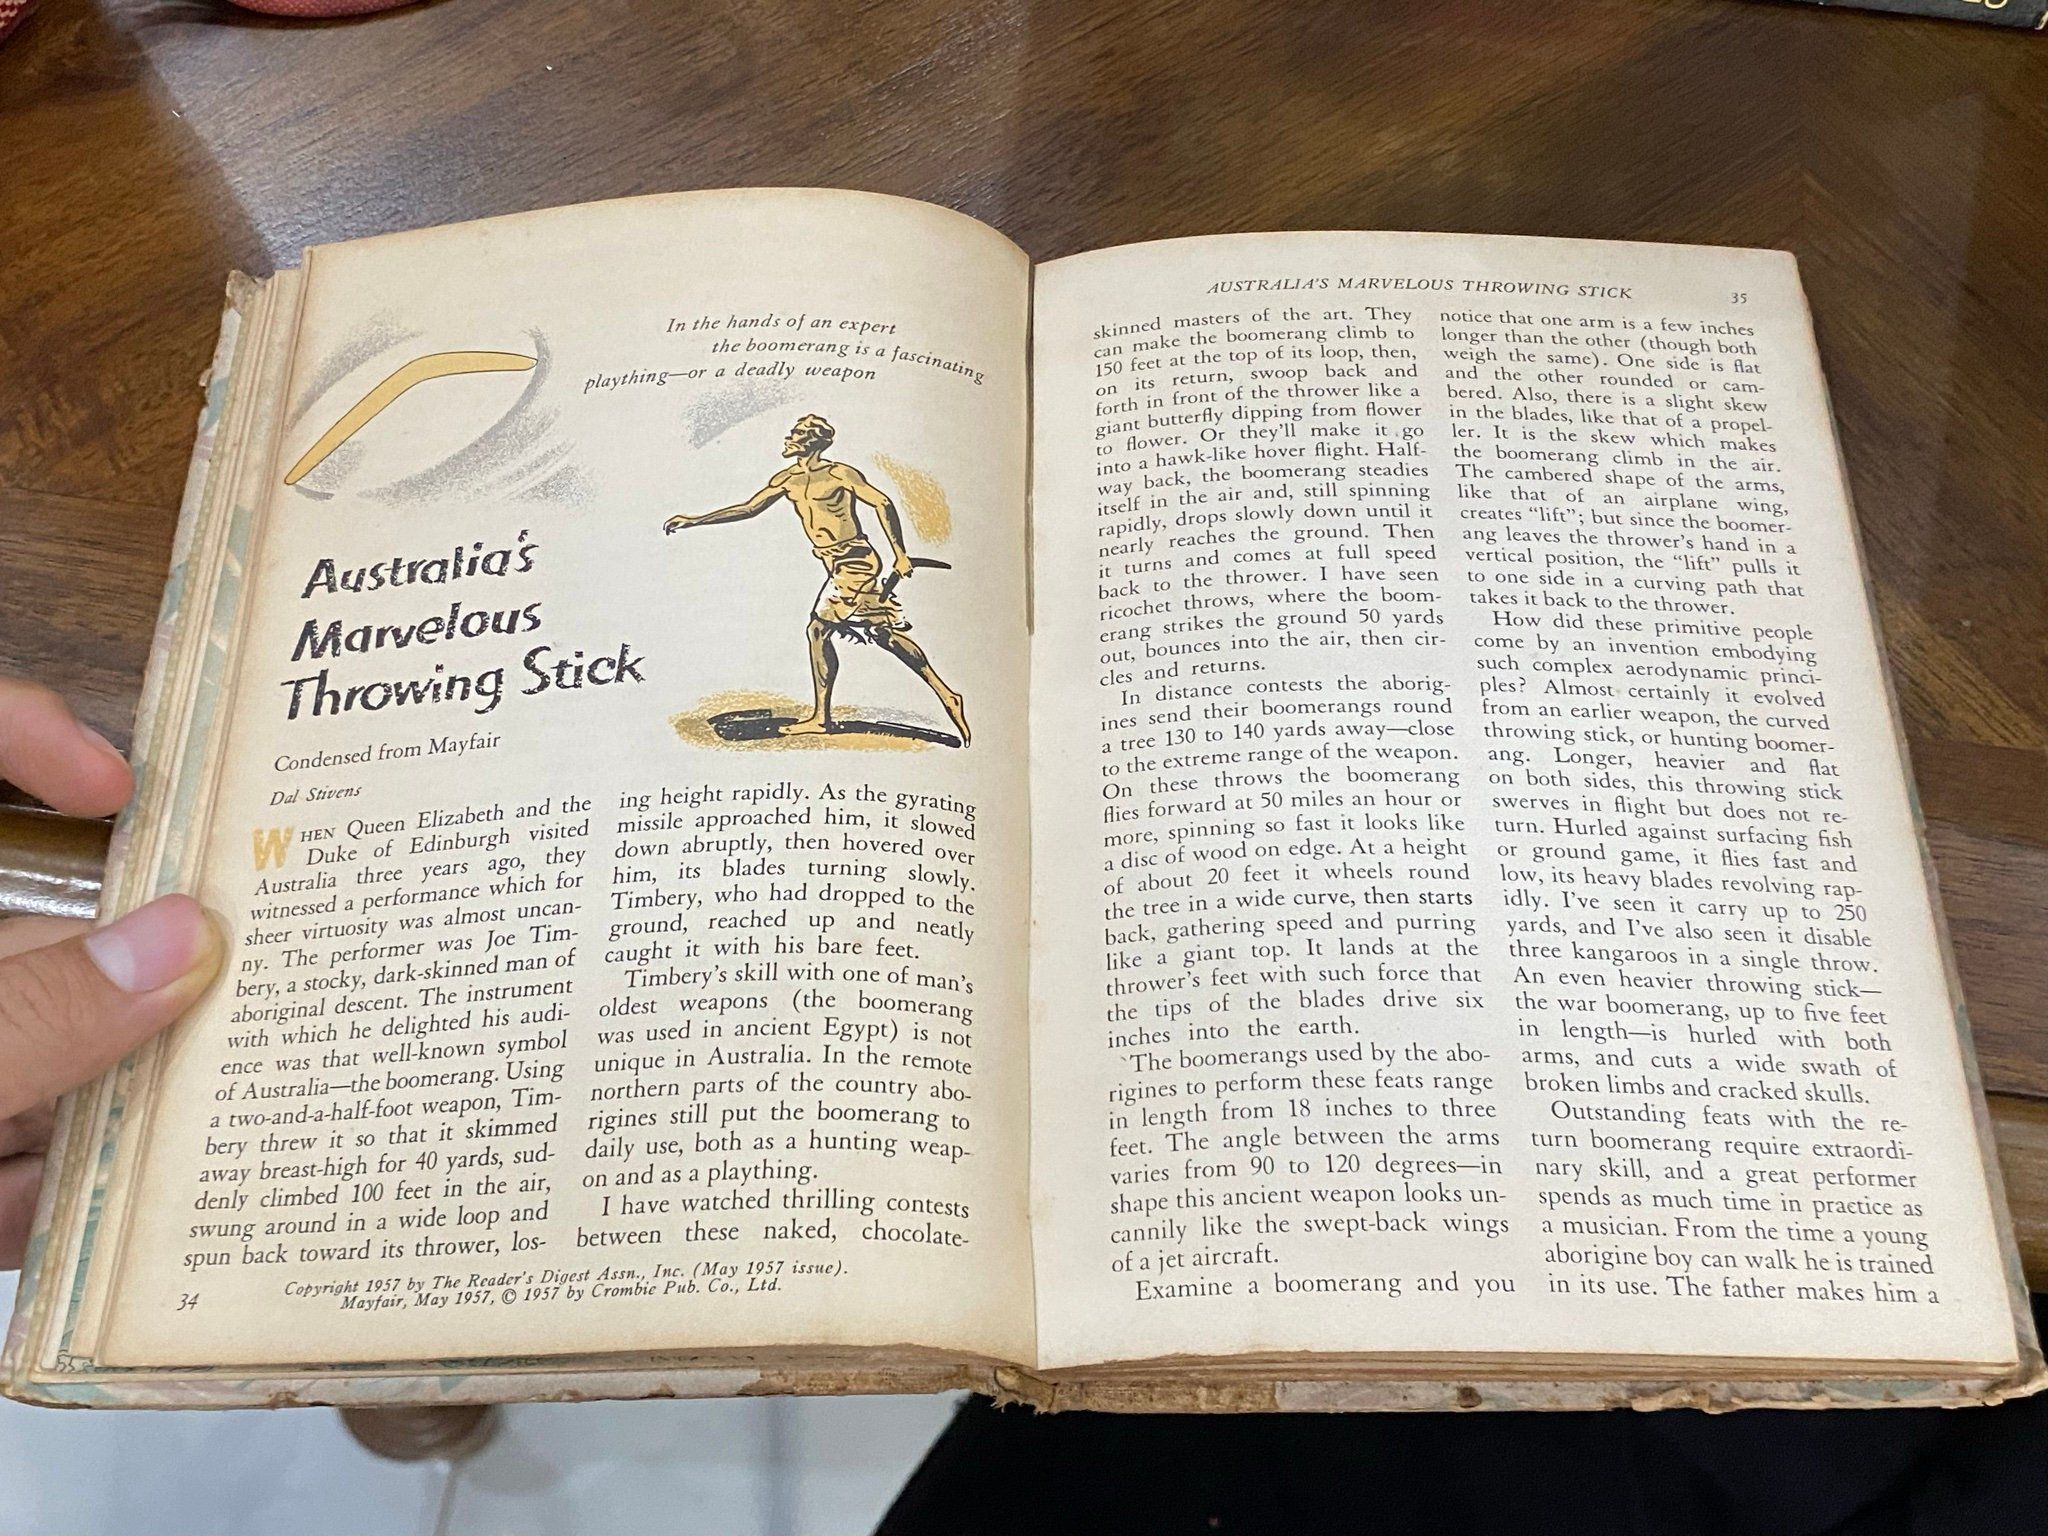 In the hands of an expert
the boomerang is a fascinating
plaything—or a deadly weapon
Australia's
Marvelous
Throwing Stick
Condensed from Mayfair
Dal Stivens
WHEN Queen Elizabeth and the
Duke of Edinburgh visited
Australia three years ago, they
witnessed a performance which for
sheer virtuosity was almost uncan-
ny. The performer was Joe Tim-
bery, a stocky, dark-skinned man of
aboriginal descent. The instrument
with which he delighted his audi-
ence was that well-known symbol
of Australia—the boomerang. Using
a two-and-a-half-foot weapon, Tim-
bery threw it so that it skimmed
away breast-high for 40 yards, sud-
denly climbed 100 feet in the air,
swung around in a wide loop and
spun back toward its thrower, los-
ing height rapidly. As the gyrating
missile approached him, it slowed
down abruptly, then hovered over
him, its blades turning slowly.
Timbery, who had dropped to the
ground, reached up and neatly
caught it with his bare feet.
Timbery's skill with one of man's
oldest weapons (the boomerang
was used in ancient Egypt) is not
unique in Australia. In the remote
northern parts of the country abo-
rigines still put the boomerang to
daily use, both as a hunting weap-
on and as a plaything.
I have watched thrilling contests
between these naked, chocolate-
Copyright 1957 by The Reader's Digest Assn., Inc. (May 1957 issue).
Mayfair, May 1957, © 1957 by Crombie Pub. Co., Ltd.
34
AUSTRALIA'S MARVELOUS THROWING STICK 35
skinned masters of the art. They
can make the boomerang climb to
150 feet at the top of its loop, then,
on its return, swoop back and
forth in front of the thrower like a
giant butterfly dipping from flower
to flower. Or they'll make it go
into a hawk-like hover flight. Half-
way back, the boomerang steadies
itself in the air and, still spinning
rapidly, drops slowly down until it
nearly reaches the ground. Then
it turns and comes at full speed
back to the thrower. I have seen
ricochet throws, where the boom-
erang strikes the ground 50 yards
out, bounces into the air, then cir-
cles and returns.
In distance contests the aborig-
ines send their boomerangs round
a tree 130 to 140 yards away—close
to the extreme range of the weapon.
On these throws the boomerang
flies forward at 50 miles an hour or
more, spinning so fast it looks like
a disc of wood on edge. At a height
of about 20 feet it wheels round
the tree in a wide curve, then starts
back, gathering speed and purring
like a giant top. It lands at the
thrower's feet with such force that
the tips of the blades drive six
inches into the earth.
The boomerangs used by the abo-
rigines to perform these feats range
in length from 18 inches to three
feet. The angle between the arms
varies from 90 to 120 degrees—in
shape this ancient weapon looks un-
cannily like the swept-back wings
of a jet aircraft.
Examine a boomerang and you
notice that one arm is a few inches
longer than the other (though both
weigh the same). One side is flat
and the other rounded or cam-
bered. Also, there is a slight skew
in the blades, like that of a propel-
ler. It is the skew which makes
the boomerang climb in the air.
The cambered shape of the arms,
like that of an airplane wing,
creates "lift"; but since the boomer-
ang leaves the thrower's hand in a
vertical position, the "lift" pulls it
to one side in a curving path that
takes it back to the thrower.
How did these primitive people
come by an invention embodying
such complex aerodynamic princi-
ples? Almost certainly it evolved
from an earlier weapon, the curved
throwing stick, or hunting boomer-
ang. Longer, heavier and flat
on both sides, this throwing stick
swerves in flight but does not re-
turn. Hurled against surfacing fish
or ground game, it flies fast and
low, its heavy blades revolving rap-
idly. I've seen it carry up to 250
yards, and I've also seen it disable
three kangaroos in a single throw.
An even heavier throwing stick—
the war boomerang, up to five feet
in length—is hurled with both
arms, and cuts a wide swath of
broken limbs and cracked skulls.
Outstanding feats with the re-
turn boomerang require extraordi-
nary skill, and a great performer
spends as much time in practice as
a musician. From the time a young
aborigine boy can walk he is trained
in its use. The father makes him a